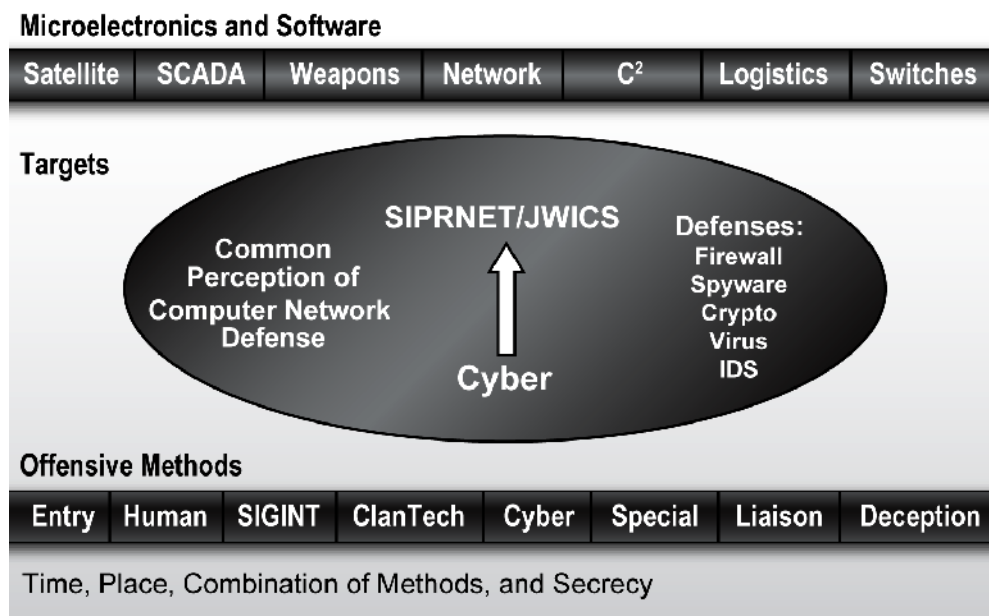 Microelectronics and Software
Satellite SCADA Weapons Network C² Logistics Switches
Targets
SIPRNET/JWICS
Common
Perception of
Computer Network
Defense
Cyber
Defenses:
Firewall
Spyware
Crypto
Virus
IDS
Offensive Methods
Entry Human SIGINT ClanTech Cyber Special Liaison Deception
Time, Place, Combination of Methods, and Secrecy